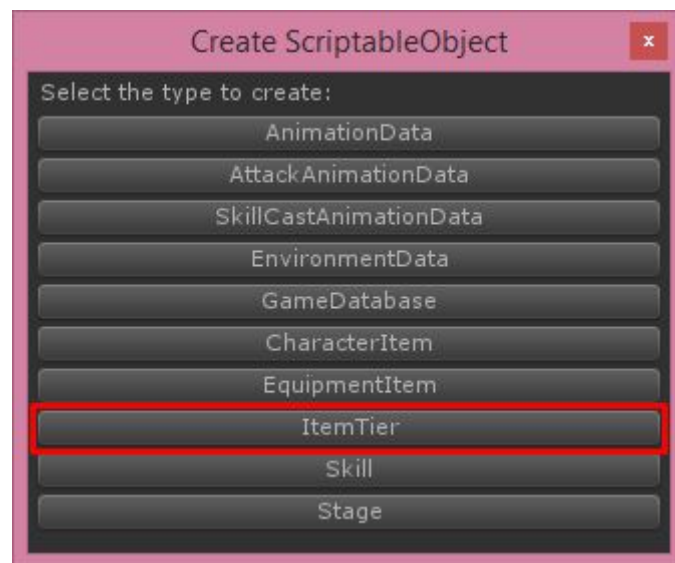 Create ScriptableObject
x
Select the type to create:
AnimationData
AttackAnimationData
SkillCastAnimationData
EnvironmentData
GameDatabase
CharacterItem
EquipmentItem
ItemTier
Skill
Stage